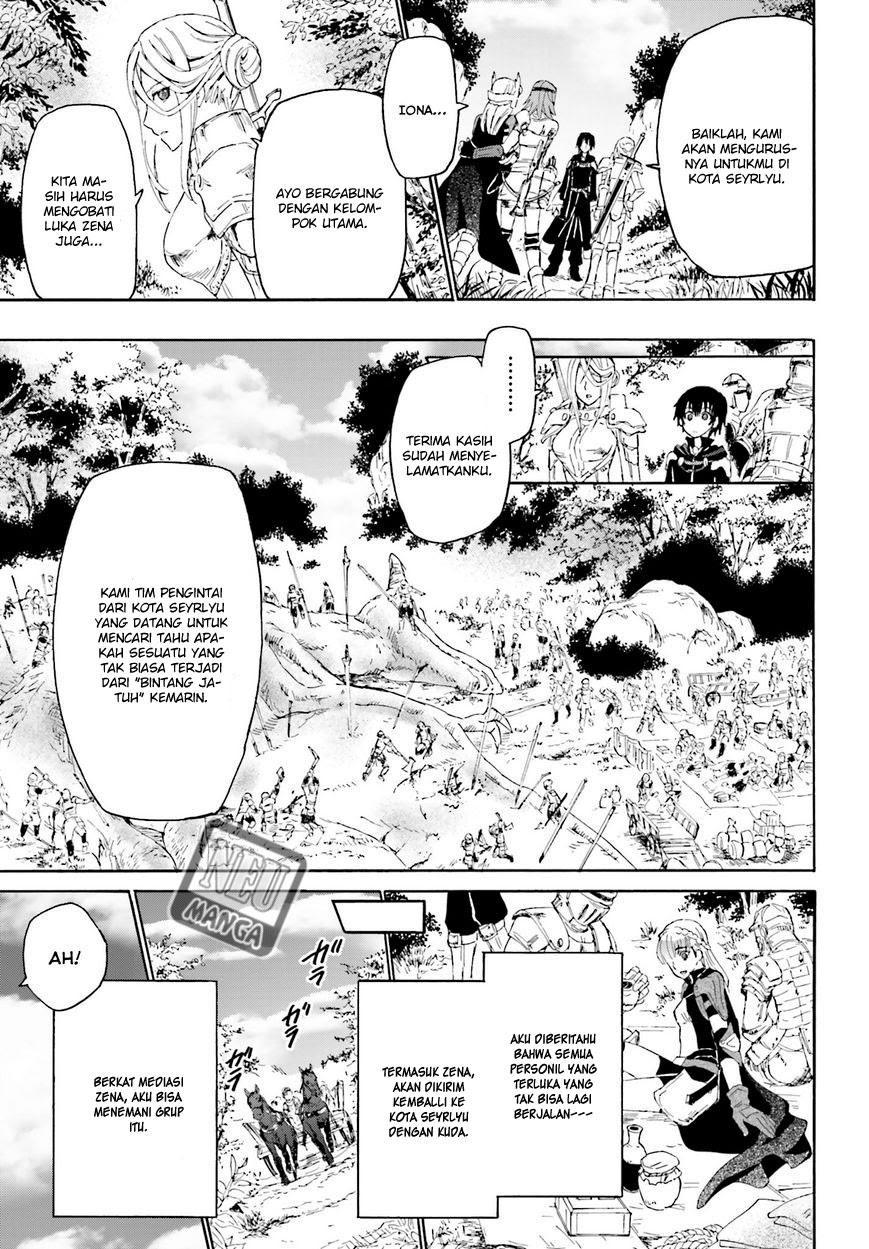 BAIKLAH, KAMI
AKAN MENGURUS-
NYA UNTUKMU DI
KOTA SEYRLYU.
IONA...
AYO BERGABUNG
DENGAN KELOM-
POK UTAMA.
KITA MA-
SIH HARUS
MENGOBATI
LUKA ZENA
JUGA...
.........
TERIMA KASIH
SUDAH MENYE-
LAMATKANKU.
KAMI TIM PENGINTAI
DARI KOTA SEYRLYU
YANG DATANG UNTUK
MENCARI TAHU APA-
KAH SESUATU YANG
TAK BIASA TERJADI
DARI "BINTANG JA-
TUH" KEMARIN.
NEU
MANGA
AKU DIBERITAHU
BAHWA SEMUA
PERSONIL YANG
TERLUKA YANG
TAK BISA LAGI
BERJALAN---
TERMASUK ZENA,
AKAN DIKIRIM
KEMBALLI KE
KOTA SEYRLYU
DENGAN KUDA.
ガラ
ガラ
AH!
BERKAT MEDIASI
ZENA, AKU BISA
MENEMANI GRUP
ITU.